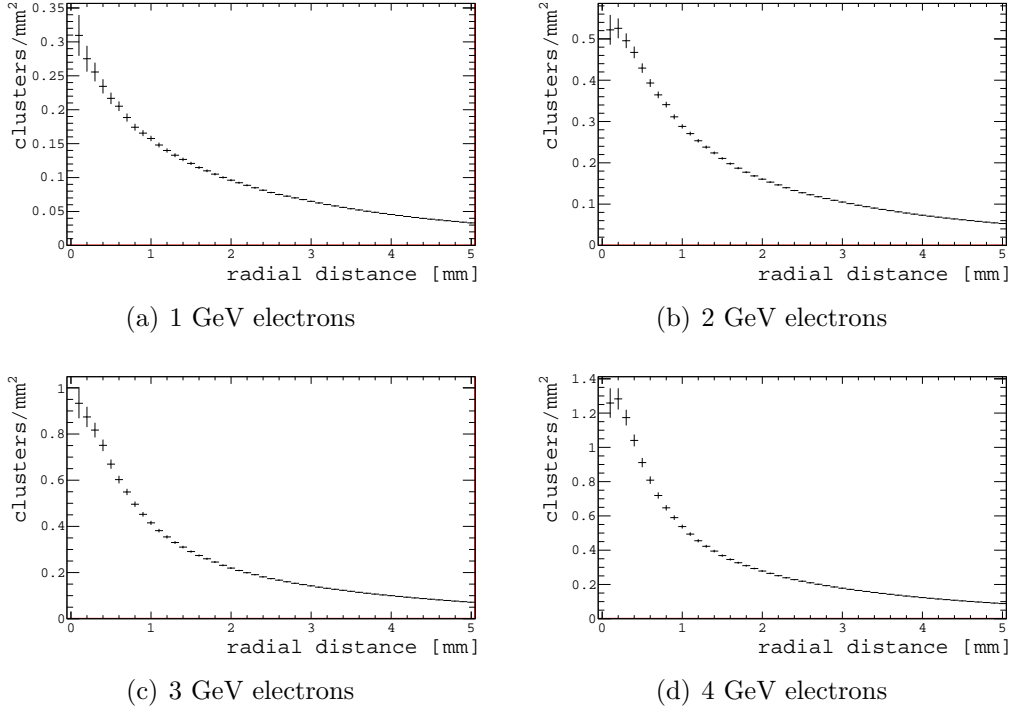 clusters/mm²
0.35
0.3
0.25
0.2
0.15
0.1
0.05
0
0 1 2 3 4 5
radial distance [mm]
(a) 1 GeV electrons
clusters/mm²
0.5
0.4
0.3
0.2
0.1
0
0 1 2 3 4 5
radial distance [mm]
(b) 2 GeV electrons
clusters/mm²
1
0.8
0.6
0.4
0.2
0
0 1 2 3 4 5
radial distance [mm]
(c) 3 GeV electrons
clusters/mm²
1.4
1.2
1
0.8
0.6
0.4
0.2
0
0 1 2 3 4 5
radial distance [mm]
(d) 4 GeV electrons